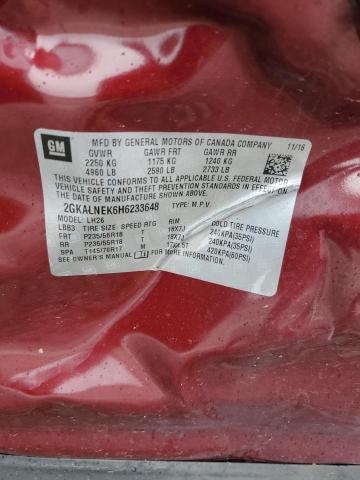 GM
MFD BY GENERAL MOTORS OF CANADA COMPANY 11/16
GVWR GAWR FRT GAWR RR
2250 KG 1175 KG 1240 KG
4960 LB 2590 LB 2733 LB
THIS VEHICLE CONFORMS TO ALL APPLICABLE U.S. FEDERAL MOTOR
VEHICLE SAFETY AND THEFT PREVENTION STANDARDS IN
EFFECT ON THE DATE OF MANUFACTURE SHOWN ABOVE.
2GKALNEK6H6233648 TYPE: M.P.V.
MODEL: LH26
LBB3 TIRE SIZE SPEED RTG RIM COLD TIRE PRESSURE
FRT P235/55R18 T 18X7J 240KPA(35PSI)
RR P235/55R18 T 18X7J 240KPA(35PSI)
SPA T145/70R17 M 420KPA(60PSI)
SEE OWNER'S MANUAL FOR MORE INFORMATION.